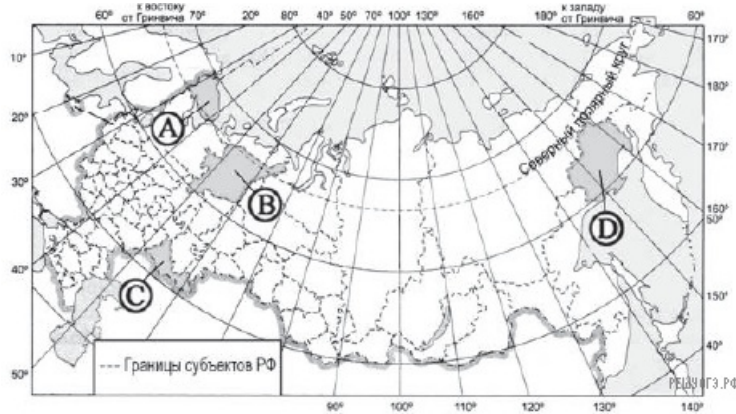 к востоку
от Гринвича
к западу
от Гринвича
60° 70° 20° 80° 40° 50° 70° 100° 130° 160° 180° 60°
170°
180°
170°
160°
50°
150°
40°
140°
10°
20°
30°
40°
50°
Северный полярный круг
A
B
C
D
Границы субъектов РФ
90° 100° 110° 120° 130°
РЕШУОГЭ.РФ